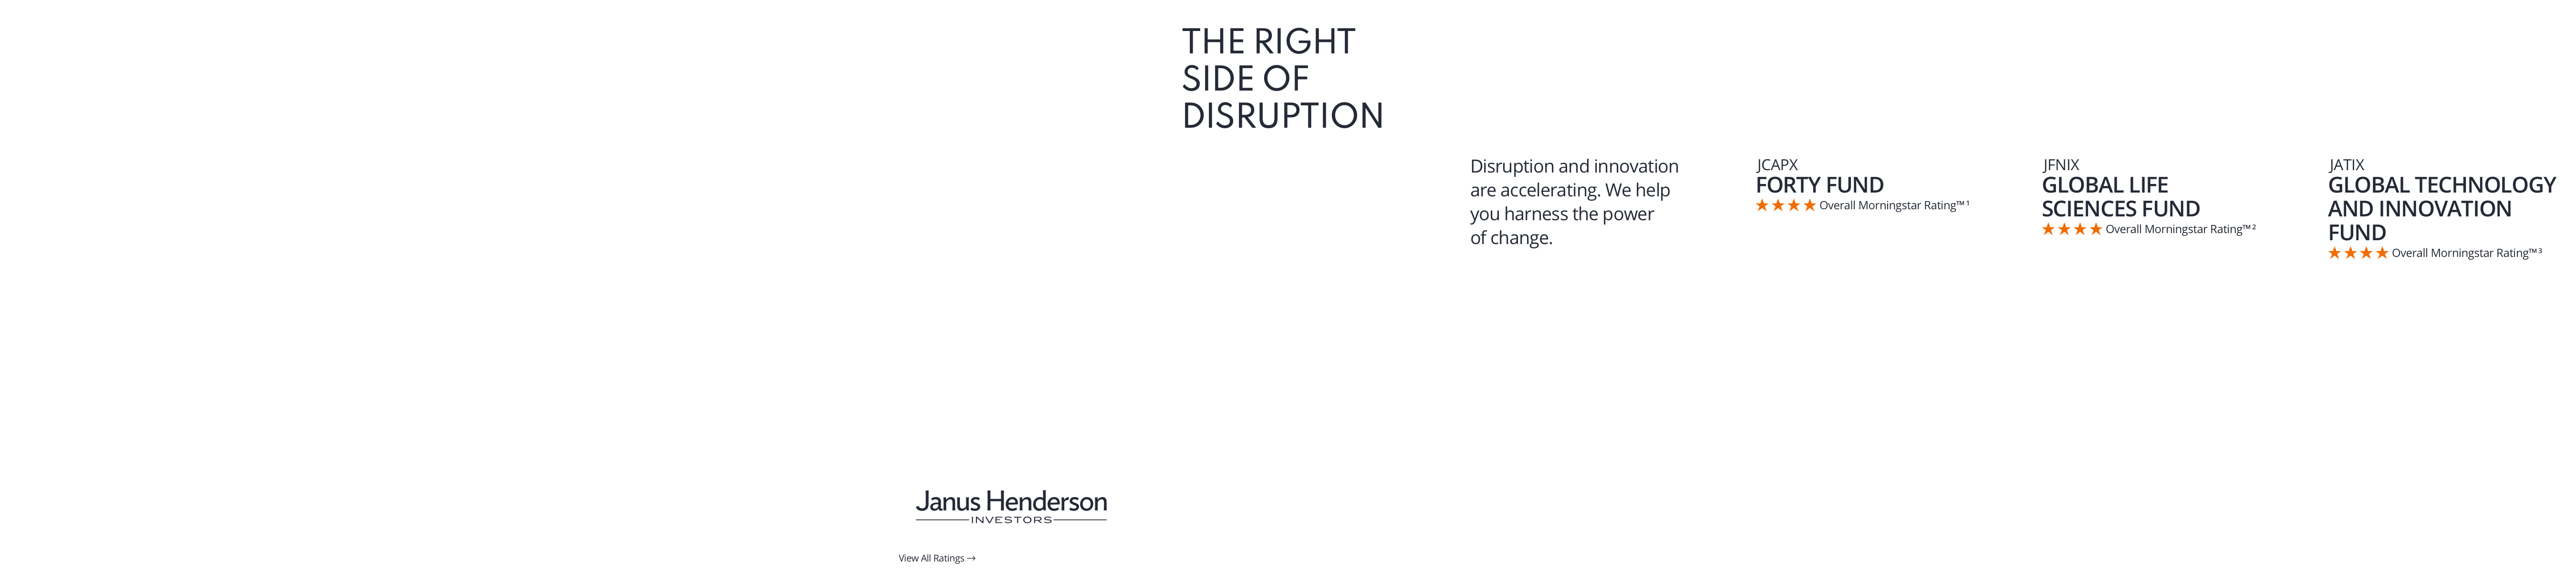 THE RIGHT
SIDE OF
DISRUPTION
Disruption and innovation
are accelerating. We help
you harness the power
of change.
JCAPX
FORTY FUND
★★★★ Overall Morningstar Rating™ ¹
JFNIX
GLOBAL LIFE
SCIENCES FUND
★★★★ Overall Morningstar Rating™ ²
JATIX
GLOBAL TECHNOLOGY
AND INNOVATION
FUND
★★★★ Overall Morningstar Rating™ ³
Janus Henderson
INVESTORS
View All Ratings →